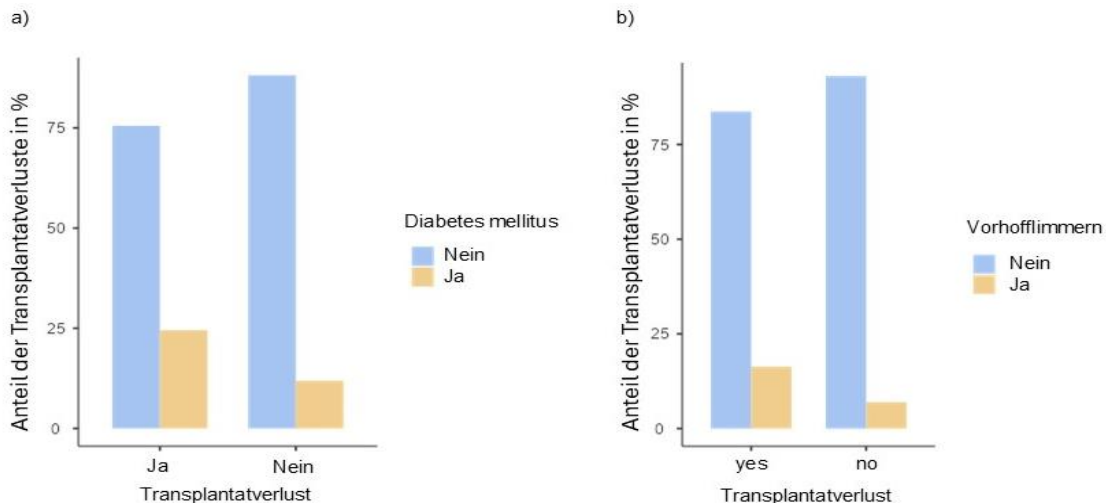 a)
Anteil der Transplantatverluste in %
75
50
25
0
Ja
Nein
Transplantatverlust
Diabetes mellitus
Nein
Ja
b)
Anteil der Transplantatverluste in %
75
50
25
0
yes
no
Transplantatverlust
Vorhofflimmern
Nein
Ja